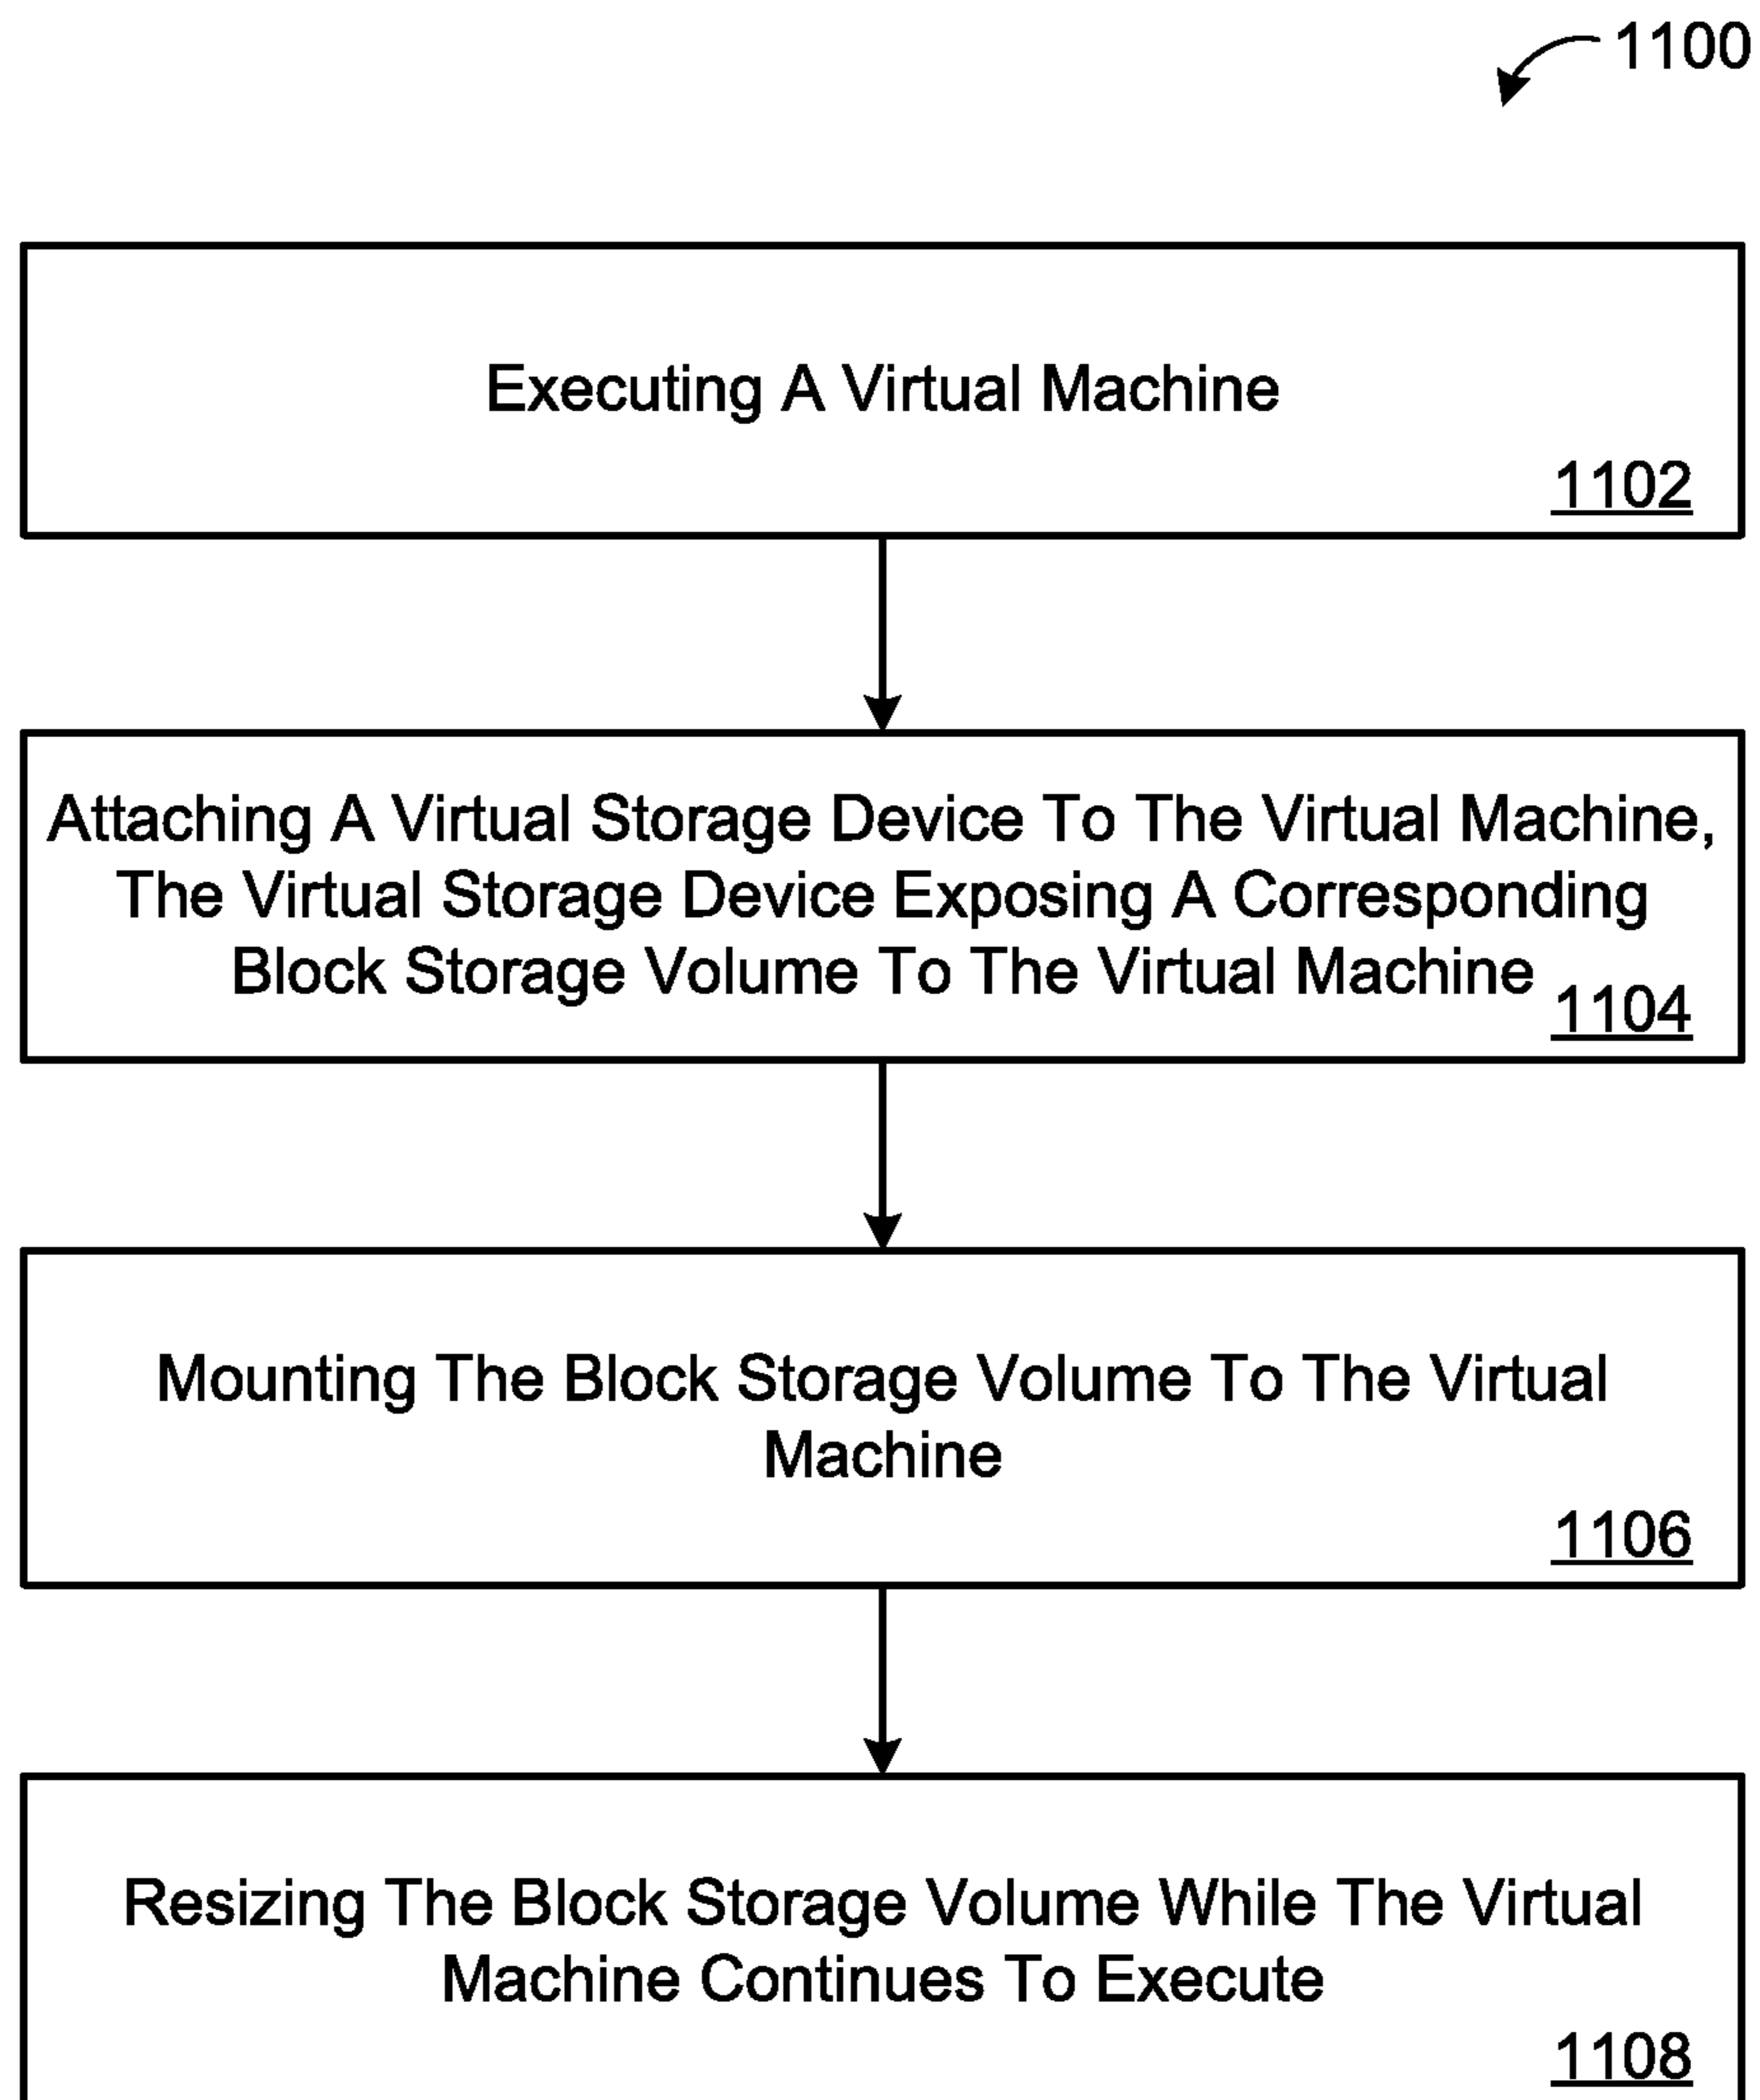 1100
Executing A Virtual Machine
1102
Attaching A Virtual Storage Device To The Virtual Machine,
The Virtual Storage Device Exposing A Corresponding
Block Storage Volume To The Virtual Machine
1104
Mounting The Block Storage Volume To The Virtual
Machine
1106
Resizing The Block Storage Volume While The Virtual
Machine Continues To Execute
1108